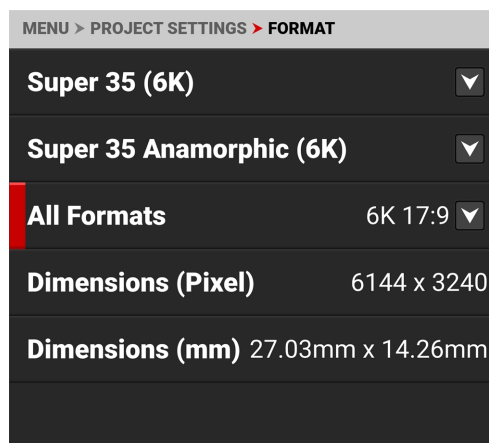 MENU > PROJECT SETTINGS > FORMAT
Super 35 (6K)
Super 35 Anamorphic (6K)
All Formats 6K 17:9
Dimensions (Pixel) 6144 x 3240
Dimensions (mm) 27.03mm x 14.26mm